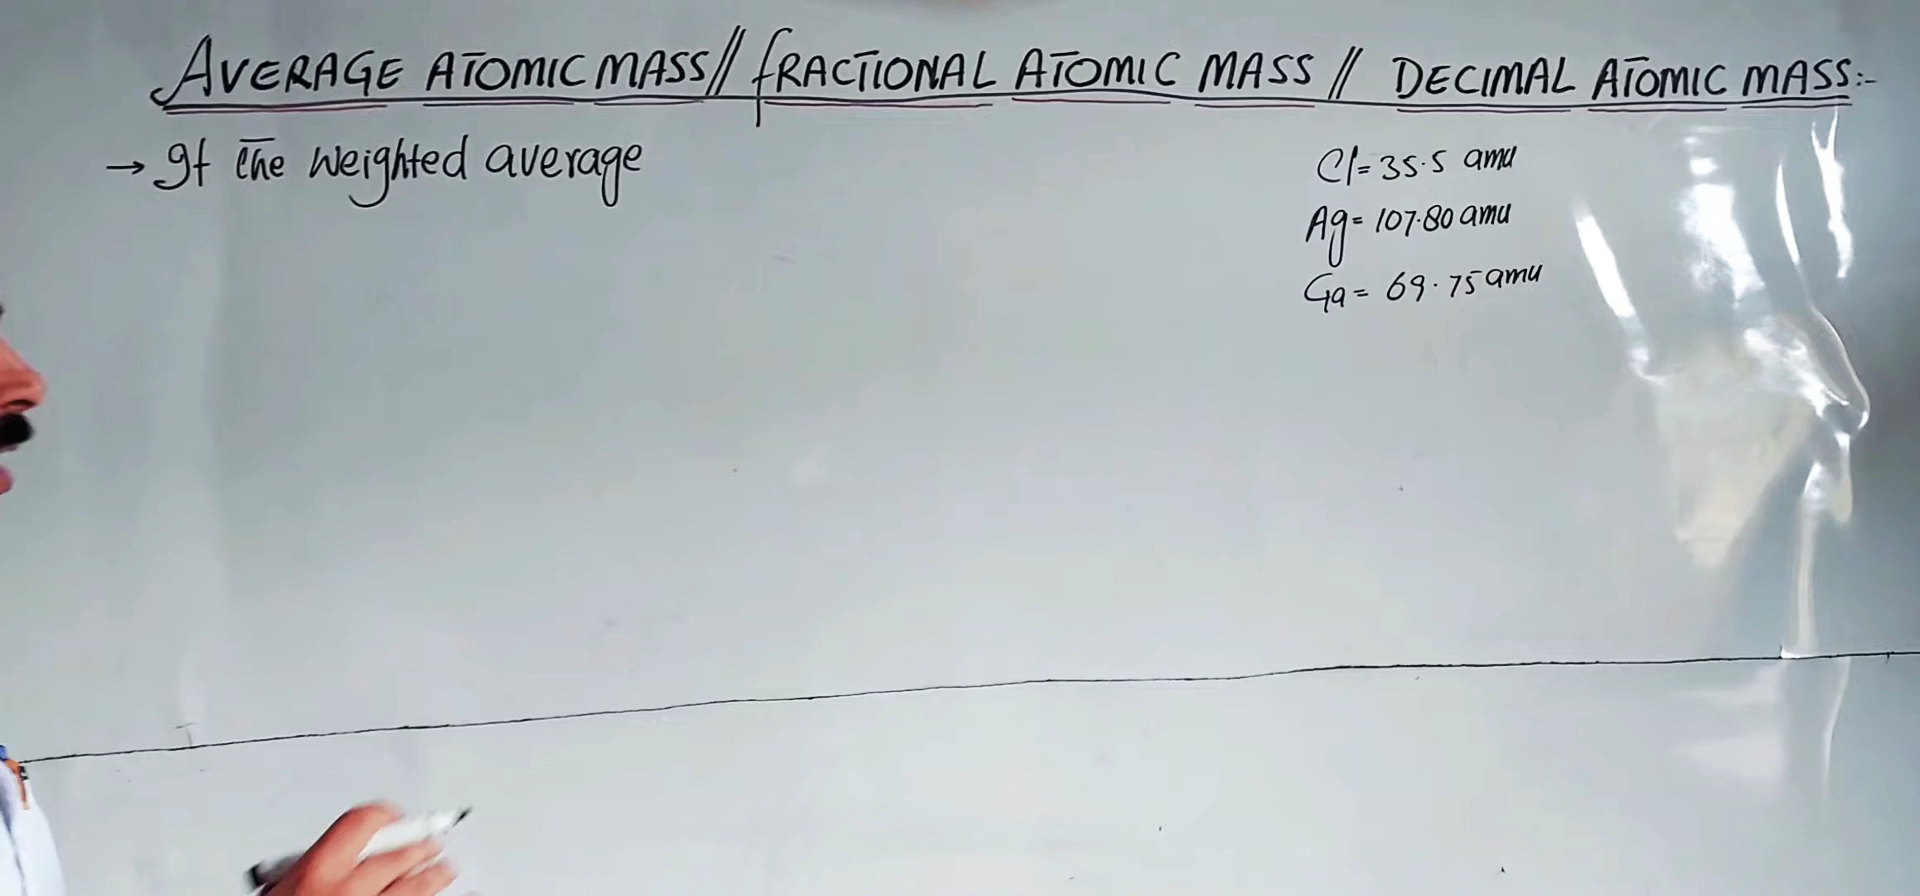 AVERAGE ATOMIC MASS// FRACTIONAL ATOMIC MASS // DECIMAL ATOMIC MASS:-
→ It the weighted average
Cl = 35.5 amu
Ag = 107.80 amu
Ga = 69.75 amu